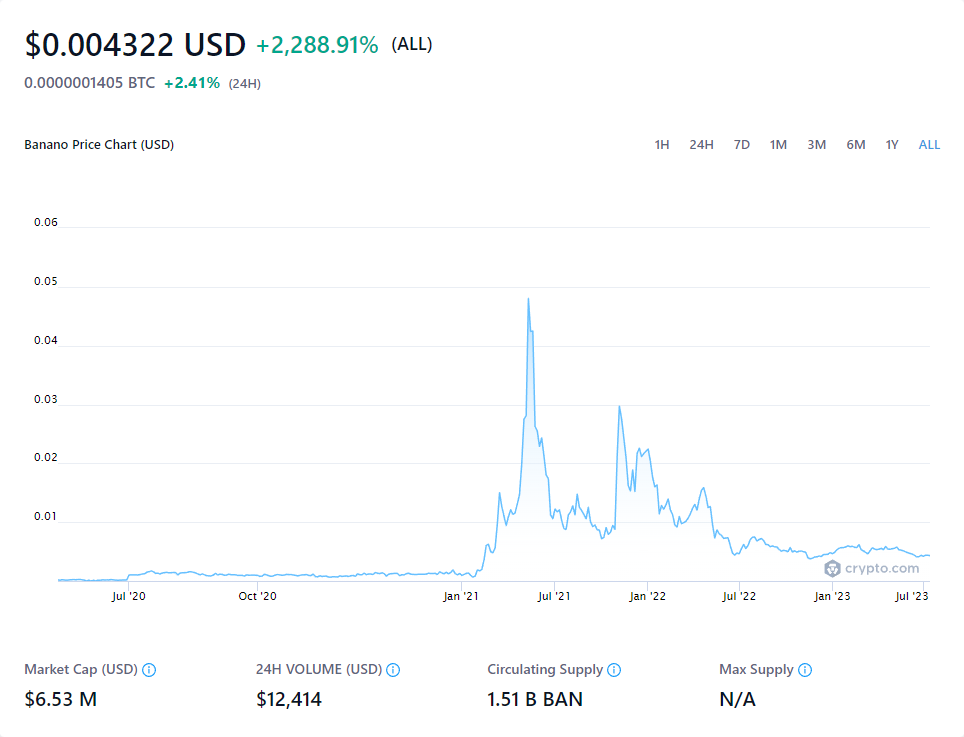 $0.004322 USD +2,288.91% (ALL)
0.0000001405 BTC +2.41% (24H)
Banano Price Chart (USD) 1H 24H 7D 1M 3M 6M 1Y ALL
0.06
0.05
0.04
0.03
0.02
0.01
crypto.com
Jul '20 Oct '20 Jan '21 Jul '21 Jan '22 Jul '22 Jan '23 Jul '23
Market Cap (USD) 24H VOLUME (USD) Circulating Supply Max Supply
$6.53 M $12,414 1.51 B BAN N/A